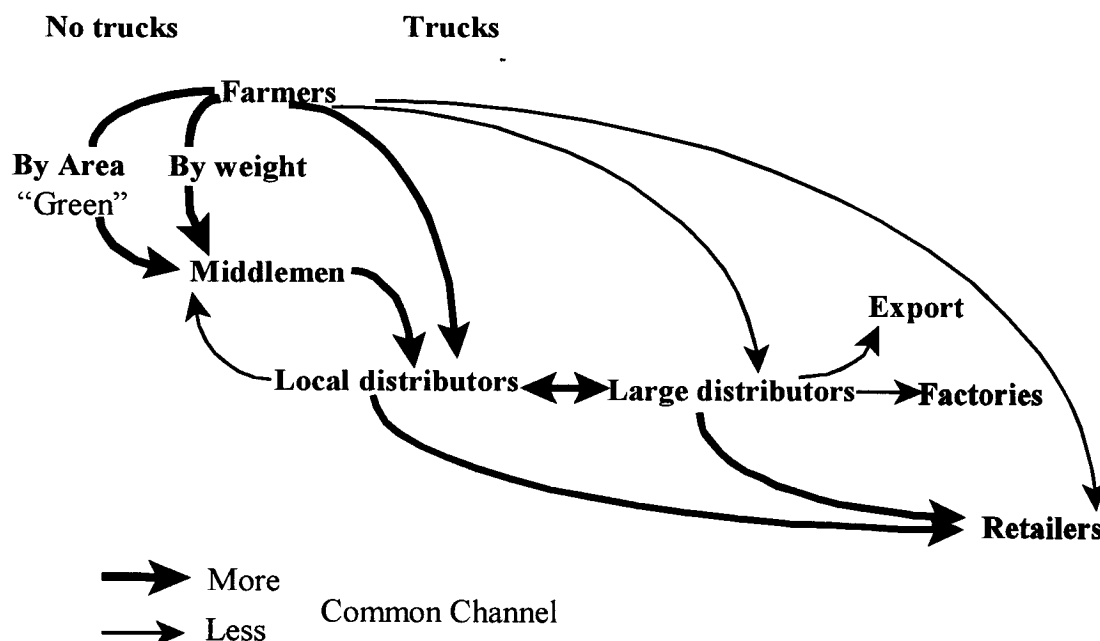 No trucks
Trucks
Farmers
By Area
By weight
“Green”
Middlemen
Export
Local distributors
Large distributors
Factories
Retailers
More
Common Channel
Less